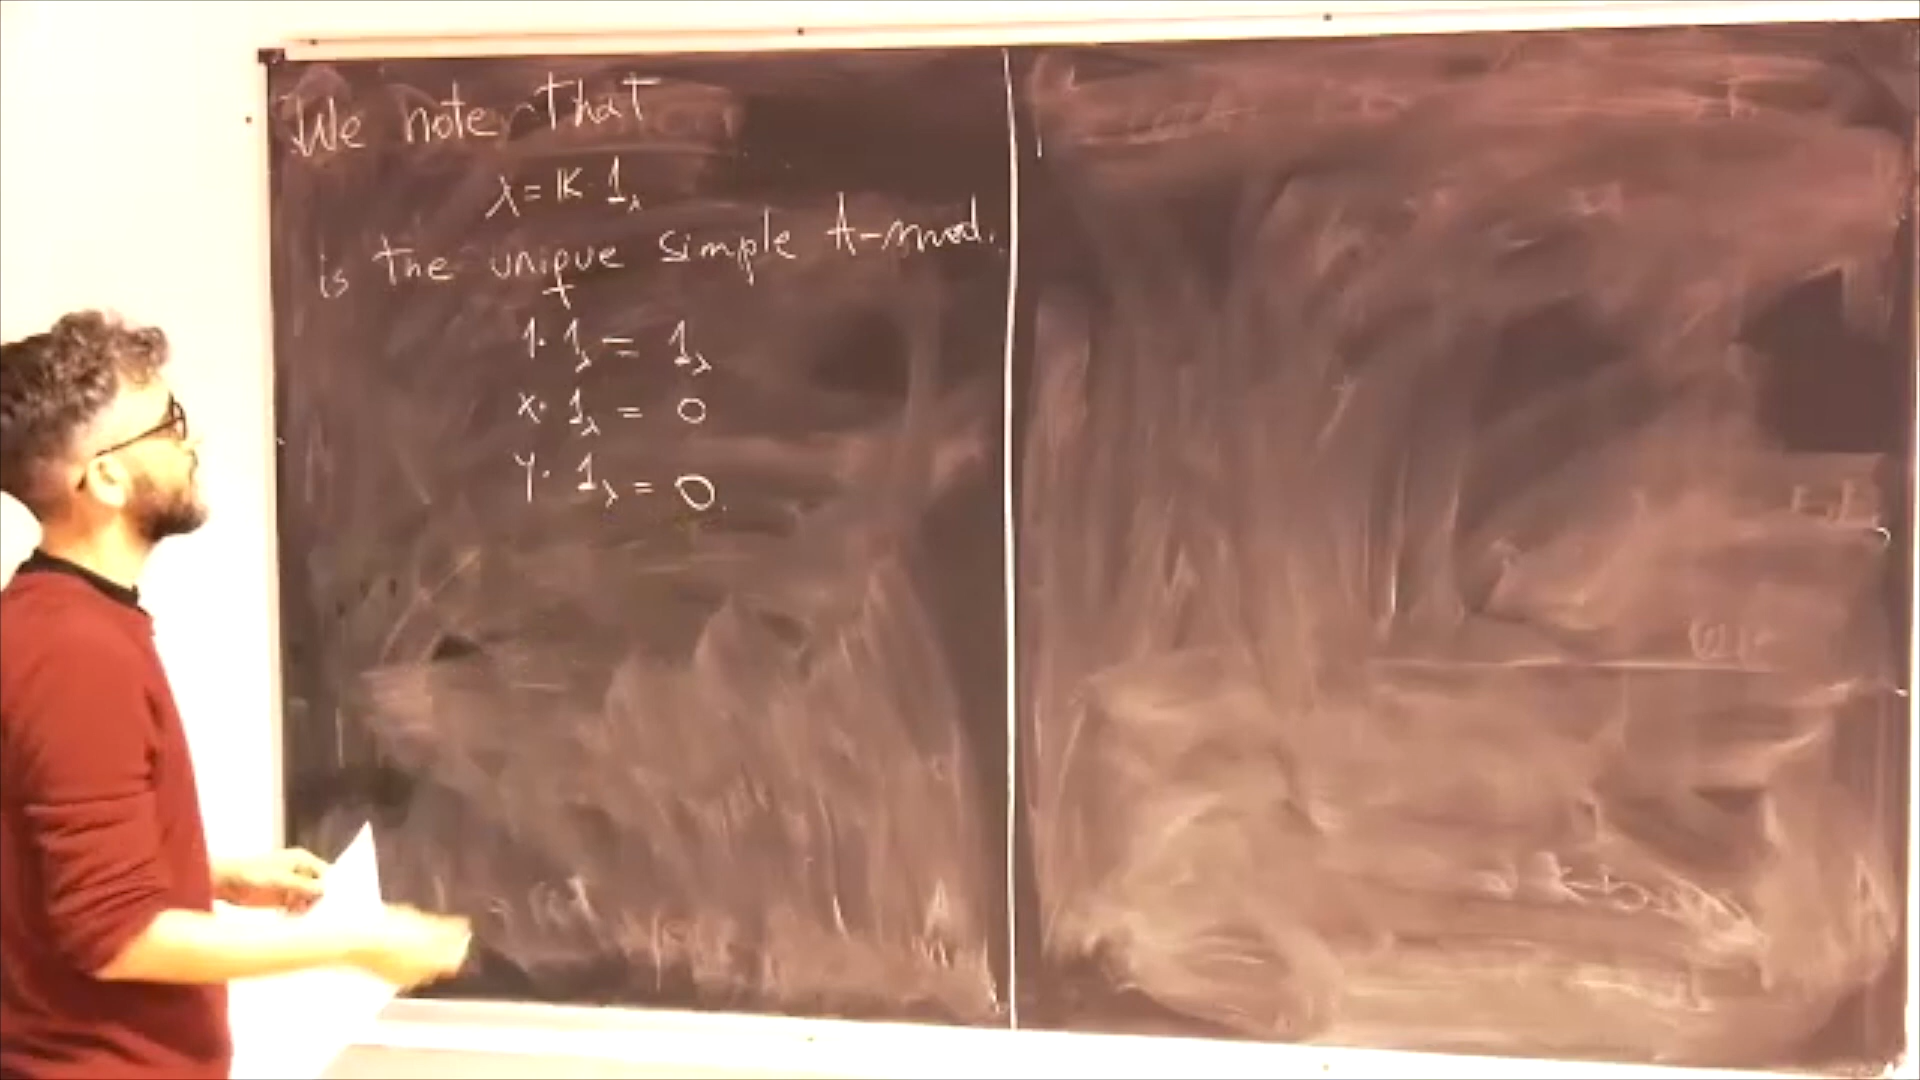 We note that
λ = 𝕂 · 1_λ
is the unique simple A-mod.
1 · 1_λ = 1_λ
x · 1_λ = 0
y · 1_λ = 0.